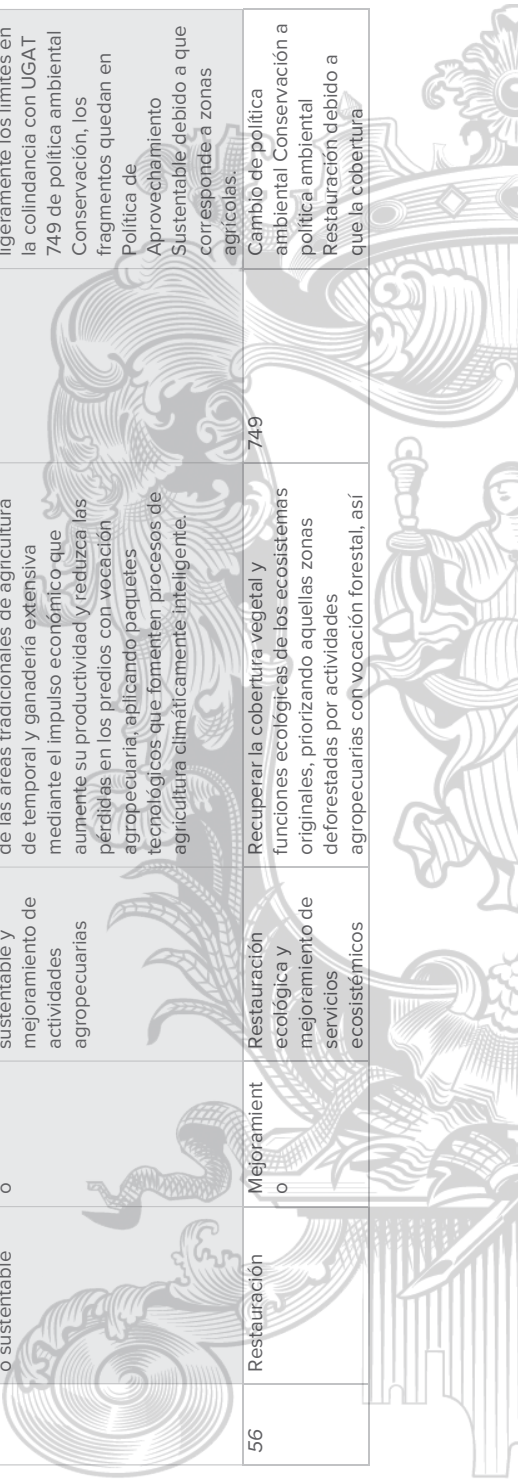 o sustentable
o
sustentable y
mejoramiento de
actividades
agropecuarias
de las áreas tradicionales de agricultura
de temporal y ganadería extensiva
mediante el impulso económico que
aumente su productividad y reduzca las
pérdidas en los predios con vocación
agropecuaria, aplicando paquetes
tecnológicos que fomenten procesos de
agricultura climáticamente inteligente.
ligeramente los límites en
la colindancia con UGAT
749 de política ambiental
Conservación, los
fragmentos quedan en
Política de
Aprovechamiento
Sustentable debido a que
corresponde a zonas
agrícolas.
56
Restauración
Mejoramient
o
Restauración
ecológica y
mejoramiento de
servicios
ecosistémicos
Recuperar la cobertura vegetal y
funciones ecológicas de los ecosistemas
originales, priorizando aquellas zonas
deforestadas por actividades
agropecuarias con vocación forestal, así
749
Cambio de política
ambiental Conservación a
política ambiental
Restauración debido a
que la cobertura